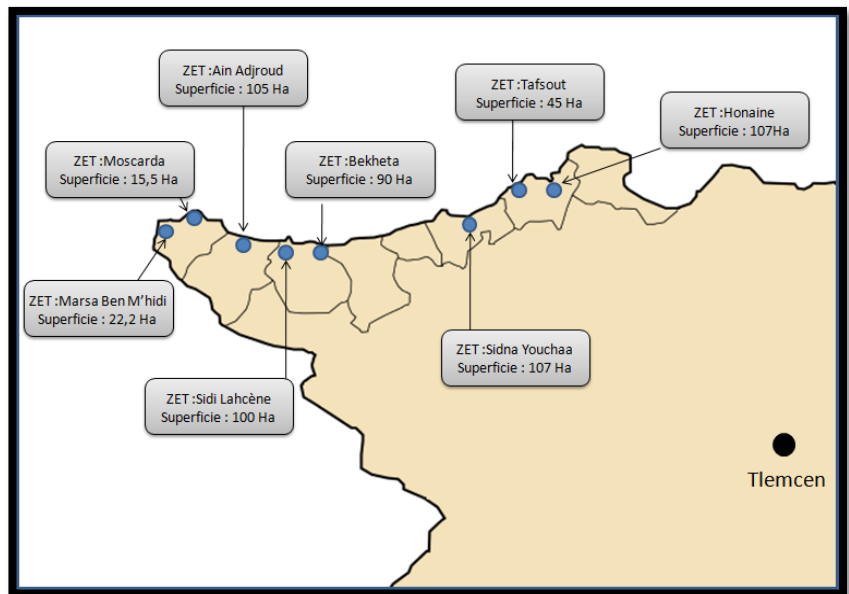 ZET :Ain Adjroud
Superficie : 105 Ha
ZET :Tafsout
Superficie : 45 Ha
ZET :Honaine
Superficie : 107Ha
ZET :Moscarda
Superficie : 15,5 Ha
ZET :Bekheta
Superficie : 90 Ha
ZET :Marsa Ben M’hidi
Superficie : 22,2 Ha
ZET :Sidna Youchaa
Superficie : 107 Ha
ZET :Sidi Lahcène
Superficie : 100 Ha
Tlemcen